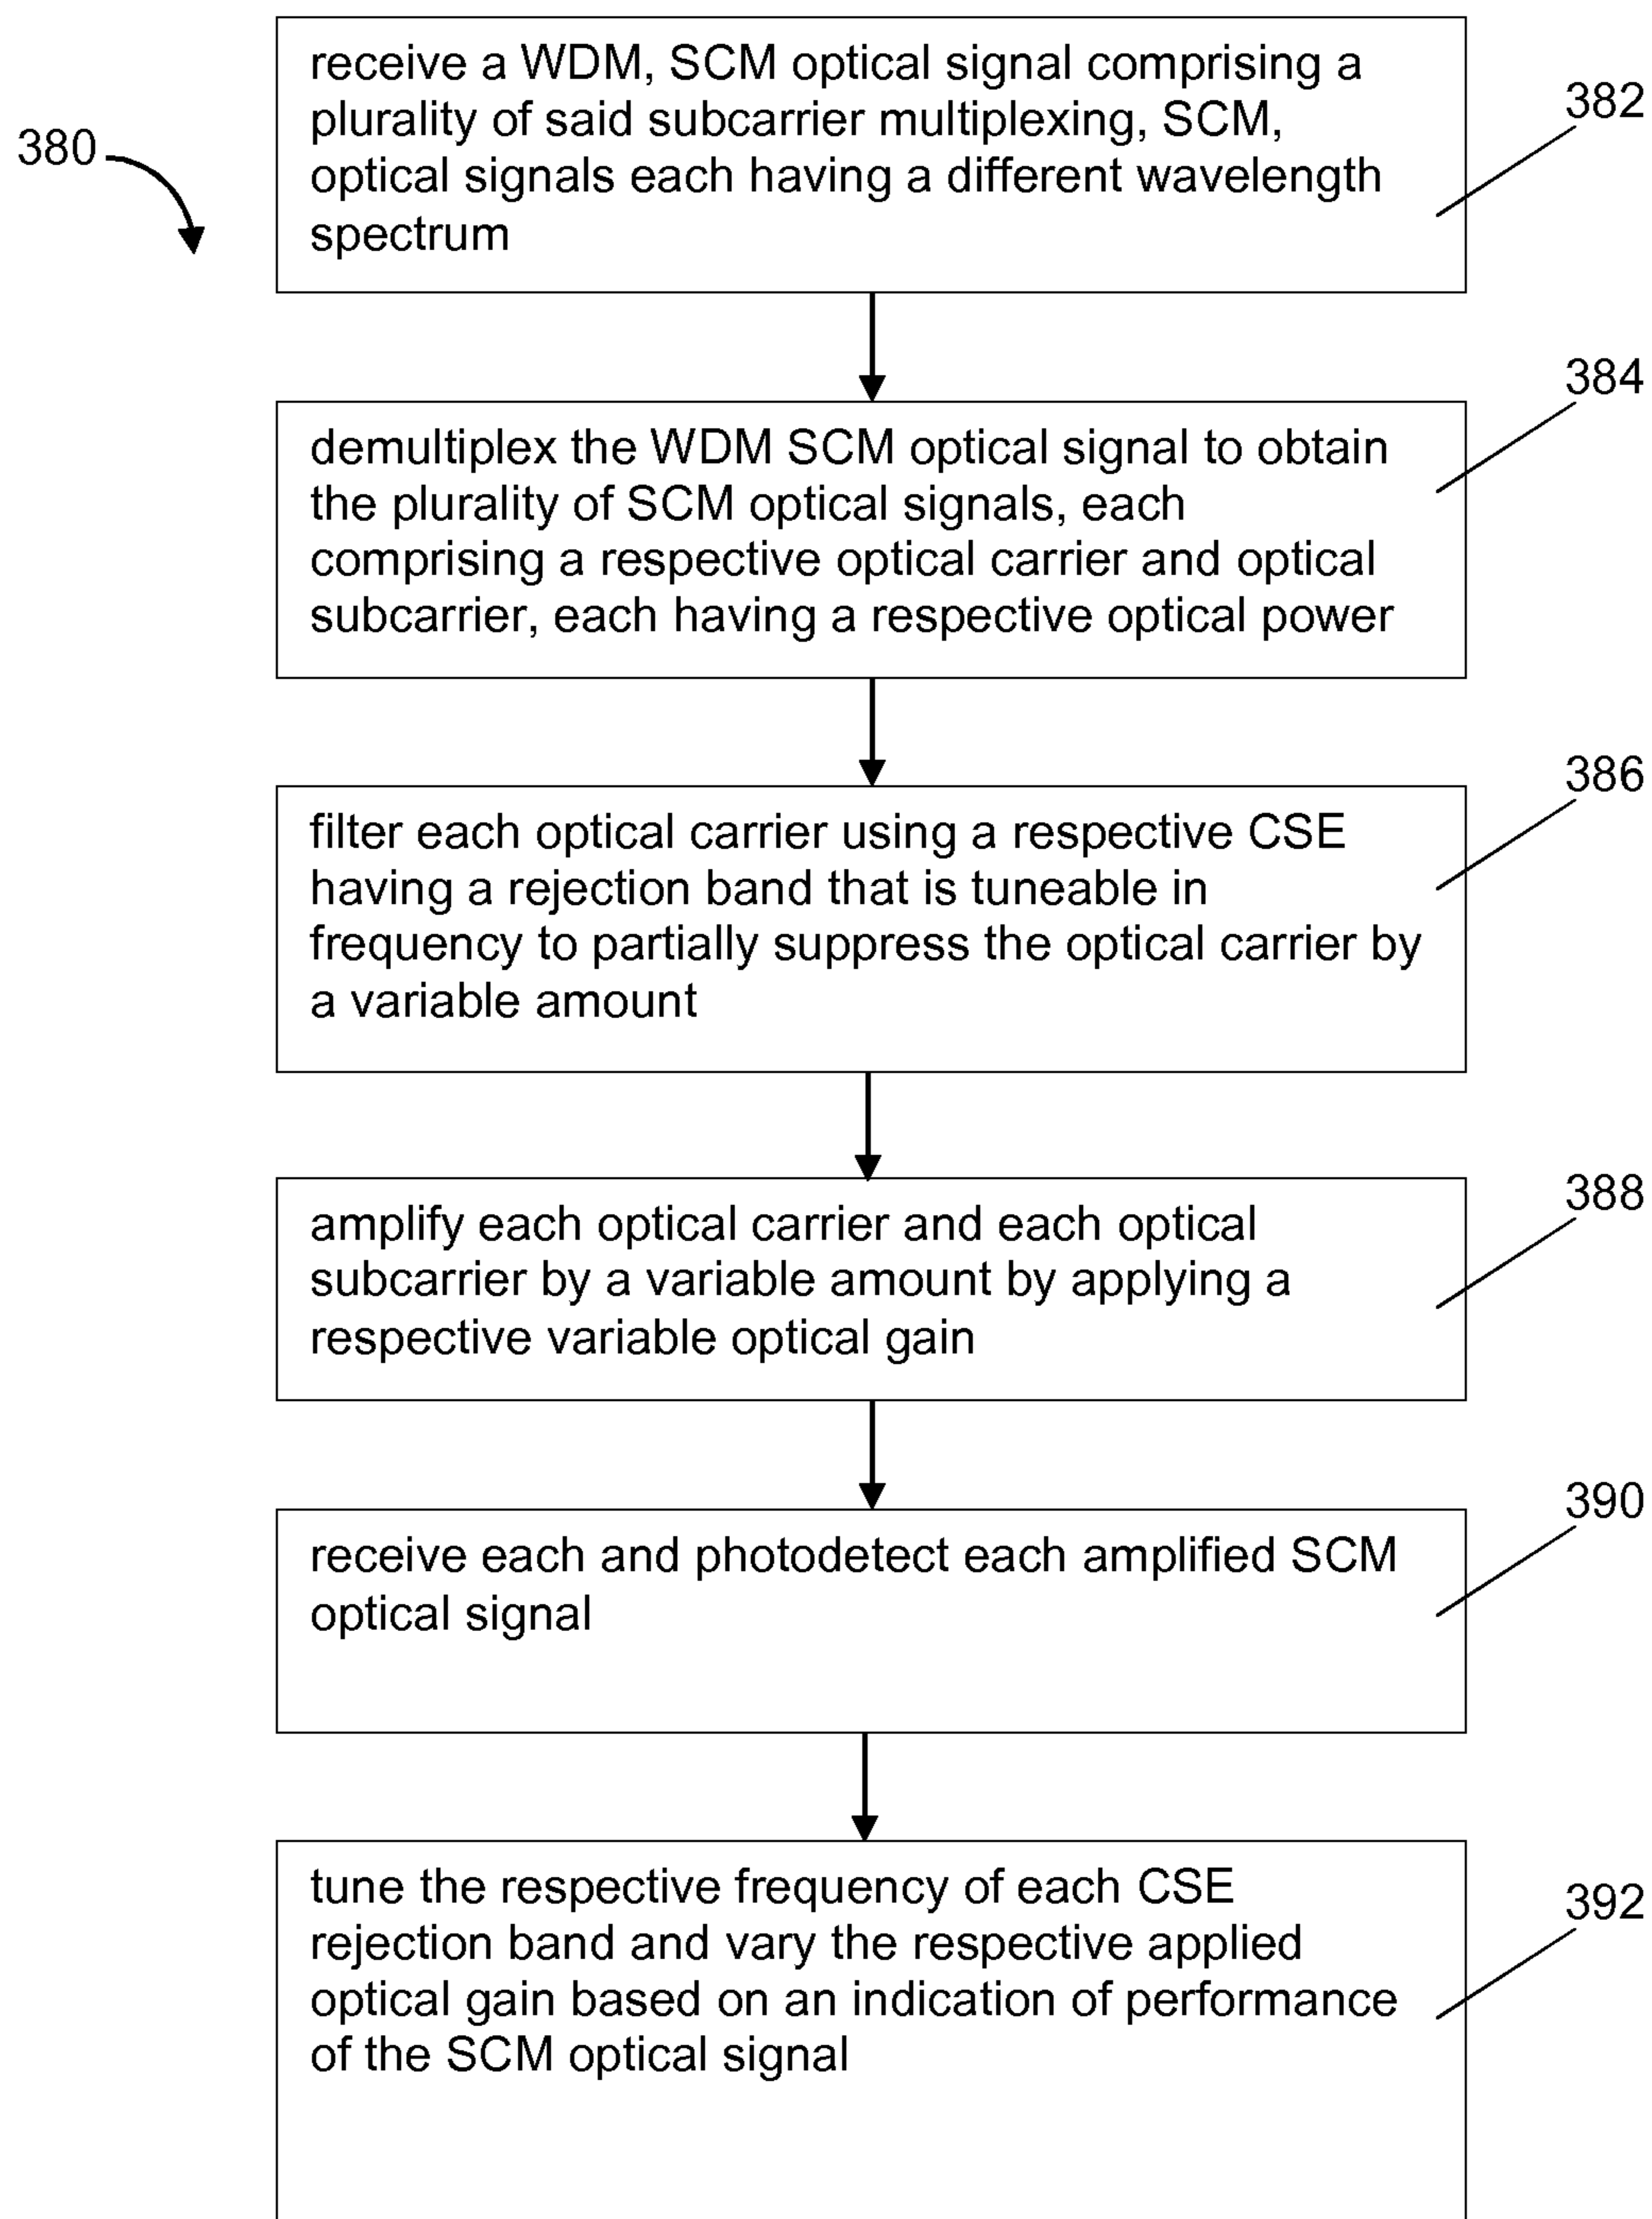 receive a WDM, SCM optical signal comprising a
plurality of said subcarrier multiplexing, SCM,
optical signals each having a different wavelength
spectrum
382
380
384
demultiplex the WDM SCM optical signal to obtain
the plurality of SCM optical signals, each
comprising a respective optical carrier and optical
subcarrier, each having a respective optical power
386
filter each optical carrier using a respective CSE
having a rejection band that is tuneable in
frequency to partially suppress the optical carrier by
a variable amount
388
amplify each optical carrier and each optical
subcarrier by a variable amount by applying a
respective variable optical gain
390
receive each and photodetect each amplified SCM
optical signal
392
tune the respective frequency of each CSE
rejection band and vary the respective applied
optical gain based on an indication of performance
of the SCM optical signal